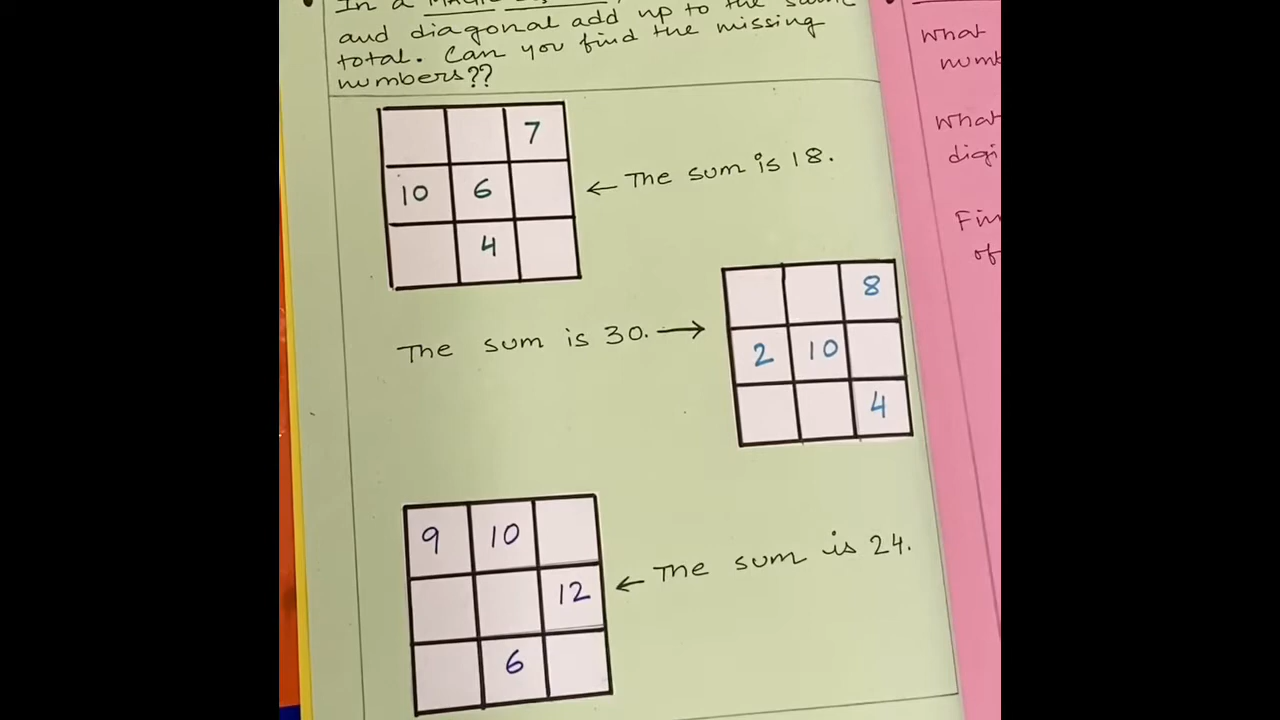 In a
and diagonal add up to the same
total. Can you find the missing
numbers??
7
10 6
4
← The sum is 18.
The sum is 30. →
8
2 10
4
9 10
12
6
← The sum is 24.
What
What
of